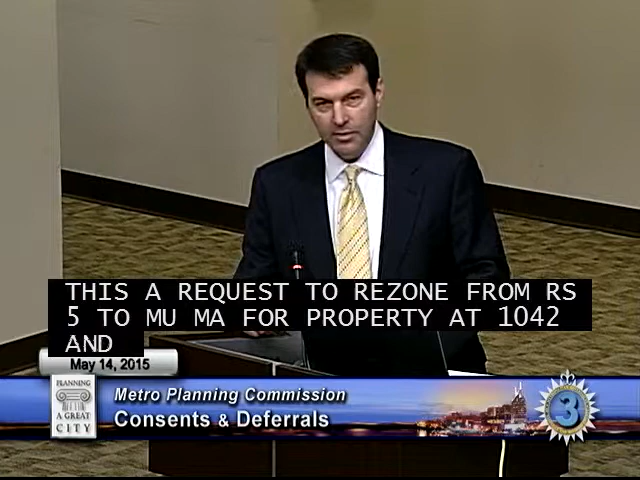 THIS A REQUEST TO REZONE FROM RS
5 TO MU MA FOR PROPERTY AT 1042
AND
May 14, 2015
PLANNING
A GREAT
CITY
Metro Planning Commission
Consents & Deferrals
3